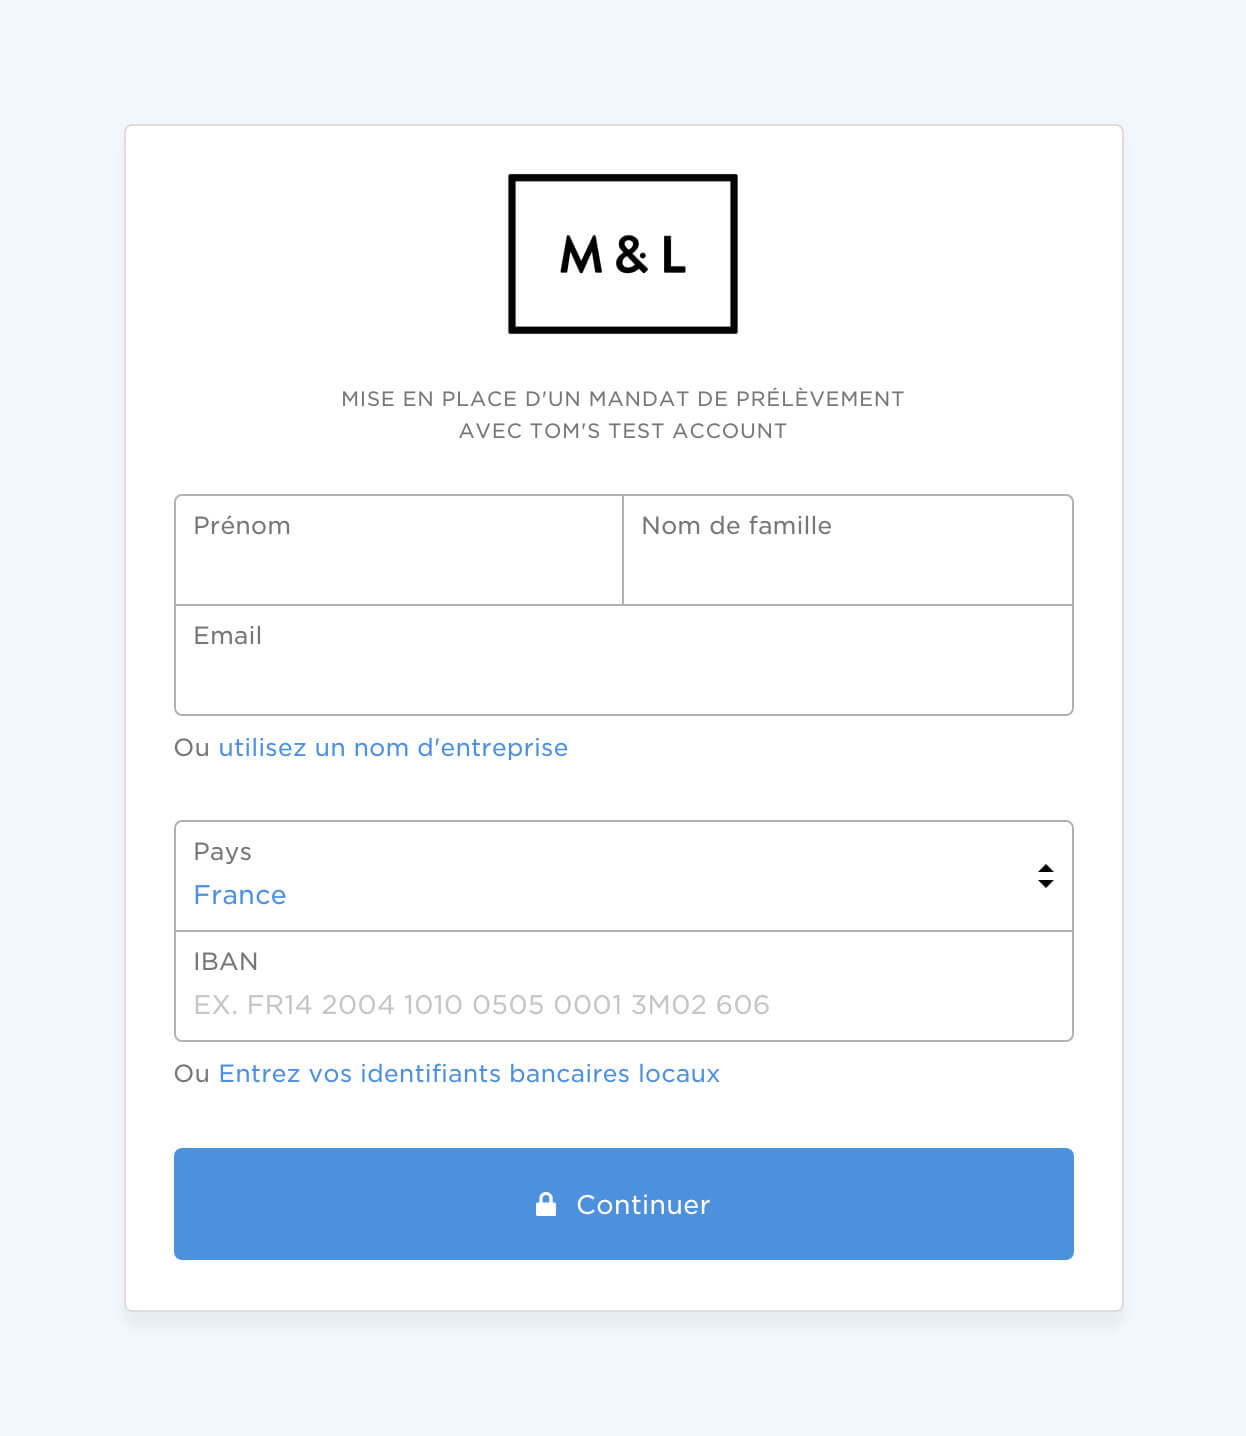 M & L
MISE EN PLACE D'UN MANDAT DE PRÉLÈVEMENT
AVEC TOM'S TEST ACCOUNT
Prénom
Nom de famille
Email
Ou utilisez un nom d'entreprise
Pays
France
IBAN
EX. FR14 2004 1010 0505 0001 3M02 606
Ou Entrez vos identifiants bancaires locaux
Continuer